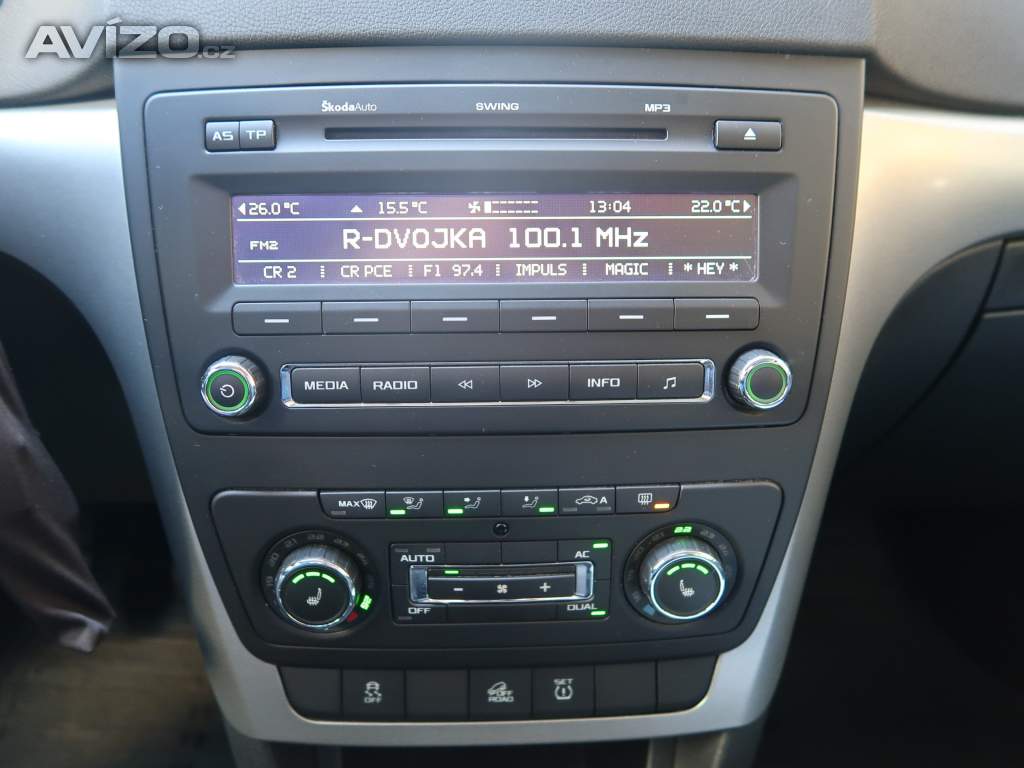 AVÍZO.cz
ŠkodaAuto SWING MP3
AS TP
26.0°C 15.5°C 13:04 22.0°C
FM2 R-DVOJKA 100.1 MHz
CR 2 CR PCE F1 97.4 IMPULS MAGIC *HEY*
MEDIA RADIO INFO
MAX A
AUTO AC
- +
OFF DUAL
OFF OFF ROAD SET